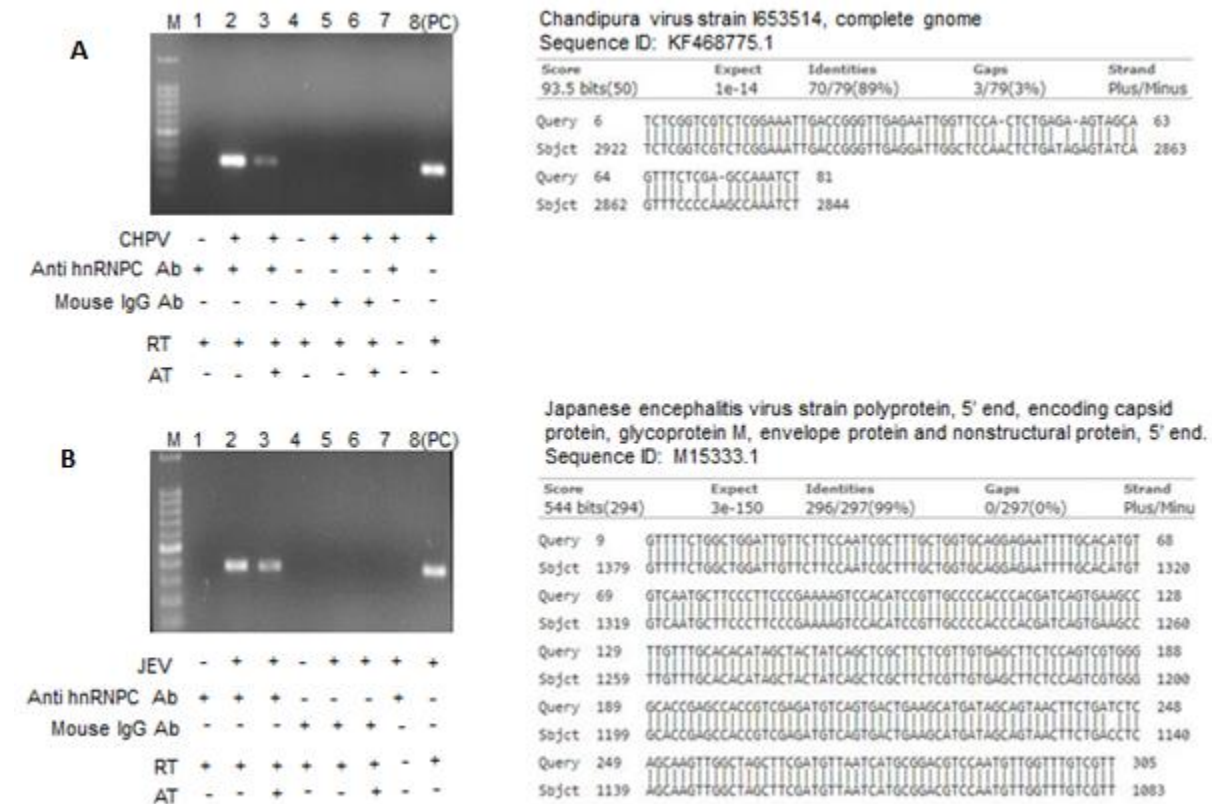 A
M 1 2 3 4 5 6 7 8(PC)
CHPV - + + - + + + +
Anti hnRNPC Ab + + + - - - + -
Mouse IgG Ab - - - + + + - -
RT + + + + + + - +
AT - - + - - + - -
Chandipura virus strain I653514, complete gnome
Sequence ID: KF468775.1
Score Expect Identities Gaps Strand
93.5 bits(50) 1e-14 70/79(89%) 3/79(3%) Plus/Minus
Query 6 TCTCGGTCGTCTCGGAAATTGACCGGGTTGAGAATTGGTTCCA-CTCTGAGA-AGTAGCA 63
Sbjct 2922 TCTCGGTCGTCTCGGAAATTGACCGGGTTGAGGATTGGCTCCAACTCTGATAGAGTATCA 2863
Query 64 GTTTCTCGA-GCCAAATCT 81
Sbjct 2862 GTTTCCCCAAGCCAAATCT 2844
B
M 1 2 3 4 5 6 7 8(PC)
JEV - + + - + + + +
Anti hnRNPC Ab + + + - - - + -
Mouse IgG Ab - - - + + + - -
RT + + + + + + - +
AT - - + - - + - -
Japanese encephalitis virus strain polyprotein, 5' end, encoding capsid
protein, glycoprotein M, envelope protein and nonstructural protein, 5' end.
Sequence ID: M15333.1
Score Expect Identities Gaps Strand
544 bits(294) 3e-150 296/297(99%) 0/297(0%) Plus/Minu
Query 9 GTTTTCTGGCTGGATTGTTCTTCCAATCGCTTTGCTGGTGCAGGAGAATTTTGCACATGT 68
Sbjct 1379 GTTTTCTGGCTGGATTGTTCTTCCAATCGCTTTGCTGGTGCAGGAGAATTTTGCACATGT 1320
Query 69 GTCAATGCTTCCCTTCCCGAAAAGTCCACATCCGTTGCCCCACCCACGATCAGTGAAGCC 128
Sbjct 1319 GTCAATGCTTCCCTTCCCGAAAAGTCCACATCCGTTGCCCCACCCACGATCAGTGAAGCC 1260
Query 129 TTGTTTGCACACATAGCTACTATCAGCTCGCTTCTCGTTGTGAGCTTCTCCAGTCGTGGG 188
Sbjct 1259 TTGTTTGCACACATAGCTACTATCAGCTCGCTTCTCGTTGTGAGCTTCTCCAGTCGTGGG 1200
Query 189 GCACCGAGCCACCGTCGAGATGTCAGTGACTGAAGCATGATAGCAGTAACTTCTGATCTC 248
Sbjct 1199 GCACCGAGCCACCGTCGAGATGTCAGTGACTGAAGCATGATAGCAGTAACTTCTGACCTC 1140
Query 249 AGCAAGTTGGCTAGCTTCGATGTTAATCATGCGGACGTCCAATGTTGGTTTGTCGTT 305
Sbjct 1139 AGCAAGTTGGCTAGCTTCGATGTTAATCATGCGGACGTCCAATGTTGGTTTGTCGTT 1083